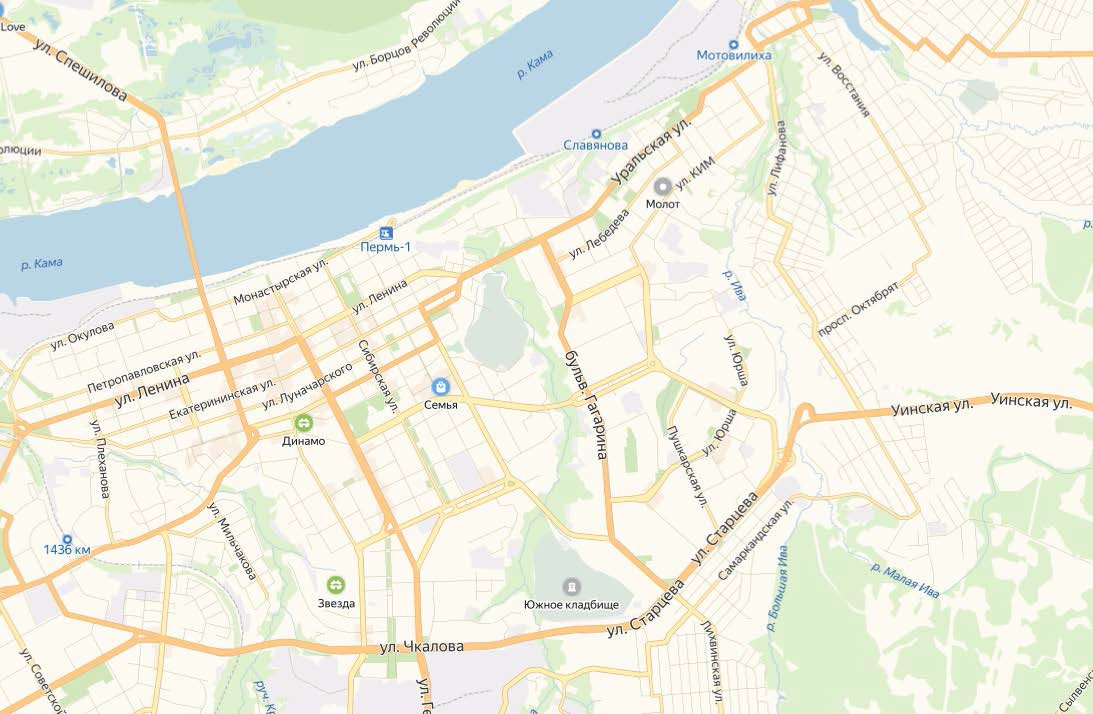 Love
ул. Спешилова
ул. Борцов Революции
р. Кама
Мотовилиха
ул. Восстания
олюции
Славянова
Уральская ул.
ул. Лифанова
ул. КИМ
Молот
р.
р. Кама
Пермь-1
ул. Лебедева
Монастырская ул.
ул. Ленина
р. Ива
просп. Октябрят
ул. Окулова
Петропавловская ул.
ул. Ленина
Екатерининская ул.
ул. Луначарского
Сибирская ул.
Семья
бульв. Гагарина
ул. Юрша
Уинская ул.
Уинская ул.
ул. Плеханова
Динамо
Пушкарская ул.
ул. Юрша
1436 км
ул. Мильчакова
ул. Старцева
Самаркандская ул.
Звезда
Южное кладбище
р. Большая Ива
р. Малая Ива
ул. Чкалова
ул. Старцева
Лихвинская ул.
ул. Советской
руч.
ул. Ге
Сылвенс